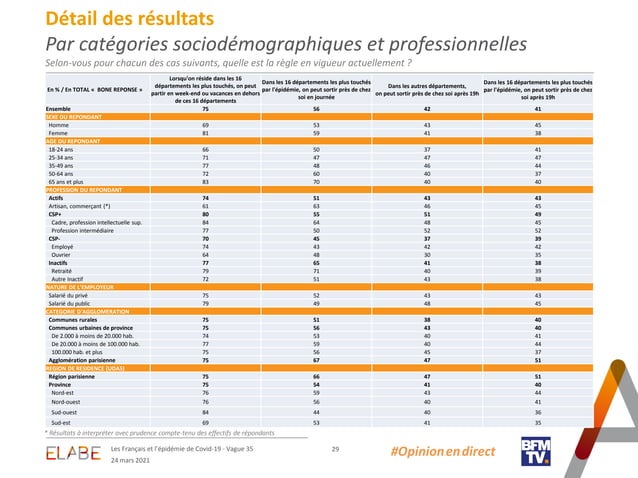 Détail des résultats
Par catégories sociodémographiques et professionnelles
Selon-vous pour chacun des cas suivants, quelle est la règle en vigueur actuellement ?
En % / En TOTAL « BONE REPONSE »
Lorsqu'on réside dans les 16
départements les plus touchés, on peut
partir en week-end ou vacances en dehors
de ces 16 départements
Dans les 16 départements les plus touchés
par l'épidémie, on peut sortir près de chez
soi en journée
Dans les autres départements,
on peut sortir près de chez soi après 19h
Dans les 16 départements les plus touchés
par l'épidémie, on peut sortir près de chez
soi après 19h
Ensemble 75 56 42 41
SEXE DU REPONDANT
Homme 69 53 43 45
Femme 81 59 41 38
AGE DU REPONDANT
18-24 ans 66 50 37 41
25-34 ans 71 47 47 47
35-49 ans 77 48 46 44
50-64 ans 72 60 40 37
65 ans et plus 83 70 40 40
PROFESSION DU REPONDANT
Actifs 74 51 43 43
Artisan, commerçant (*) 61 63 46 45
CSP+ 80 55 51 49
Cadre, profession intellectuelle sup. 84 64 48 45
Profession intermédiaire 77 50 52 52
CSP- 70 45 37 39
Employé 74 43 42 42
Ouvrier 64 48 30 35
Inactifs 77 65 41 38
Retraité 79 71 40 39
Autre Inactif 72 51 43 38
NATURE DE L'EMPLOYEUR
Salarié du privé 75 52 43 43
Salarié du public 79 49 48 45
CATEGORIE D'AGGLOMERATION
Communes rurales 75 51 38 40
Communes urbaines de province 75 56 43 40
De 2.000 à moins de 20.000 hab. 74 53 40 41
De 20.000 à moins de 100.000 hab. 77 59 40 44
100.000 hab. et plus 75 56 45 37
Agglomération parisienne 75 67 47 51
REGION DE RESIDENCE (UDA5)
Région parisienne 75 66 47 51
Province 75 54 41 40
Nord-est 76 59 43 44
Nord-ouest 76 56 40 41
Sud-ouest 84 44 40 36
Sud-est 69 53 41 35
* Résultats à interpréter avec prudence compte-tenu des effectifs de répondants
ELABE
Les Français et l'épidémie de Covid-19 - Vague 35
24 mars 2021
29
#Opinion en direct
BFM
TV.